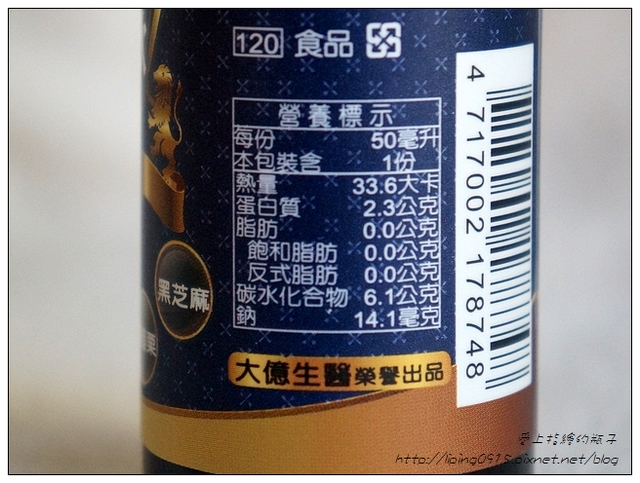 120 食品
營養標示
每份 50毫升
本包裝含 1份
熱量 33.6大卡
蛋白質 2.3公克
脂肪 0.0公克
飽和脂肪 0.0公克
反式脂肪 0.0公克
碳水化合物 6.1公克
鈉 14.1毫克
黑芝麻
大億生醫榮譽出品
4 717002 178748
愛上指繪的瓶子
http://liping0915.pixnet.net/blog